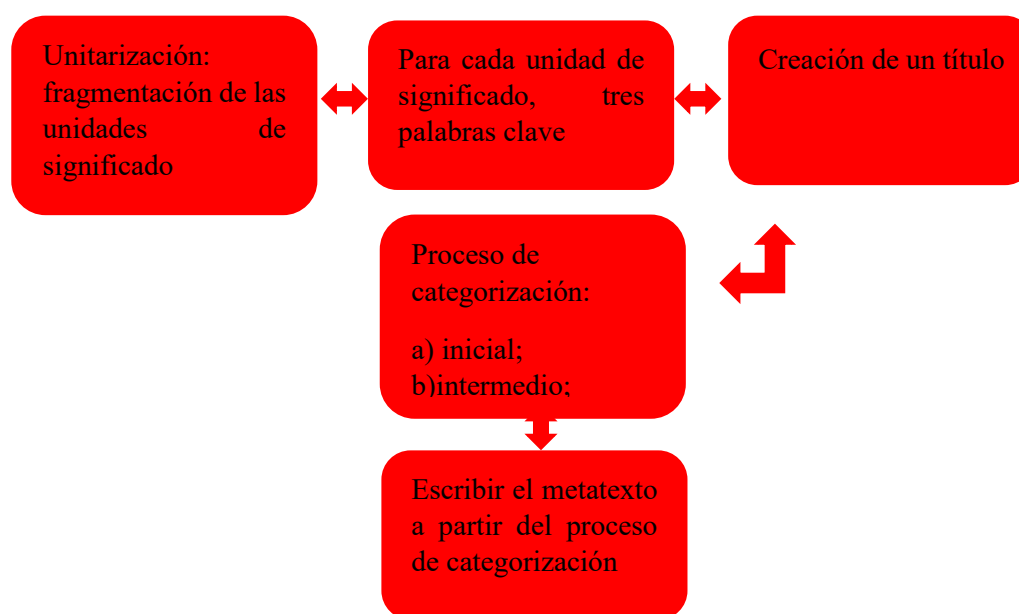 Unitarización:
fragmentación de las
unidades de
significado
Para cada unidad de
significado, tres
palabras clave
Creación de un título
Proceso de
categorización:
a) inicial;
b)intermedio;
Escribir el metatexto
a partir del proceso
de categorización